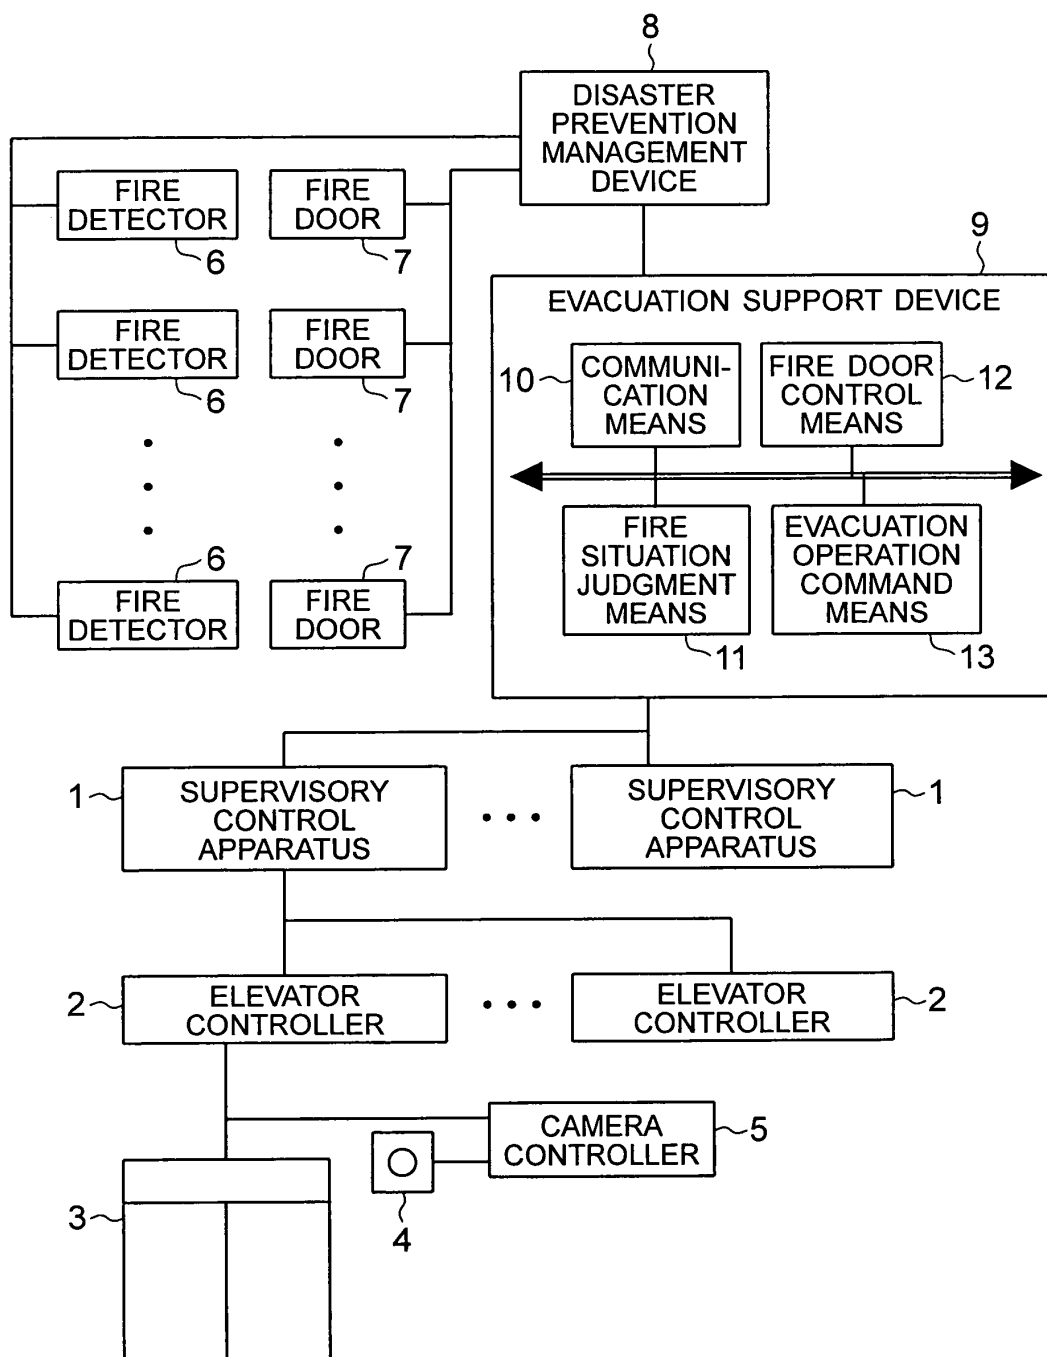 8
DISASTER
PREVENTION
MANAGEMENT
DEVICE
FIRE
DETECTOR
6
FIRE
DOOR
7
FIRE
DETECTOR
6
FIRE
DOOR
7
6
FIRE
DETECTOR
7
FIRE
DOOR
9
EVACUATION SUPPORT DEVICE
10
COMMUNI-
CATION
MEANS
FIRE DOOR
CONTROL
MEANS
12
FIRE
SITUATION
JUDGMENT
MEANS
11
EVACUATION
OPERATION
COMMAND
MEANS
13
1
SUPERVISORY
CONTROL
APPARATUS
SUPERVISORY
CONTROL
APPARATUS
1
2
ELEVATOR
CONTROLLER
ELEVATOR
CONTROLLER
2
CAMERA
CONTROLLER
5
3
4